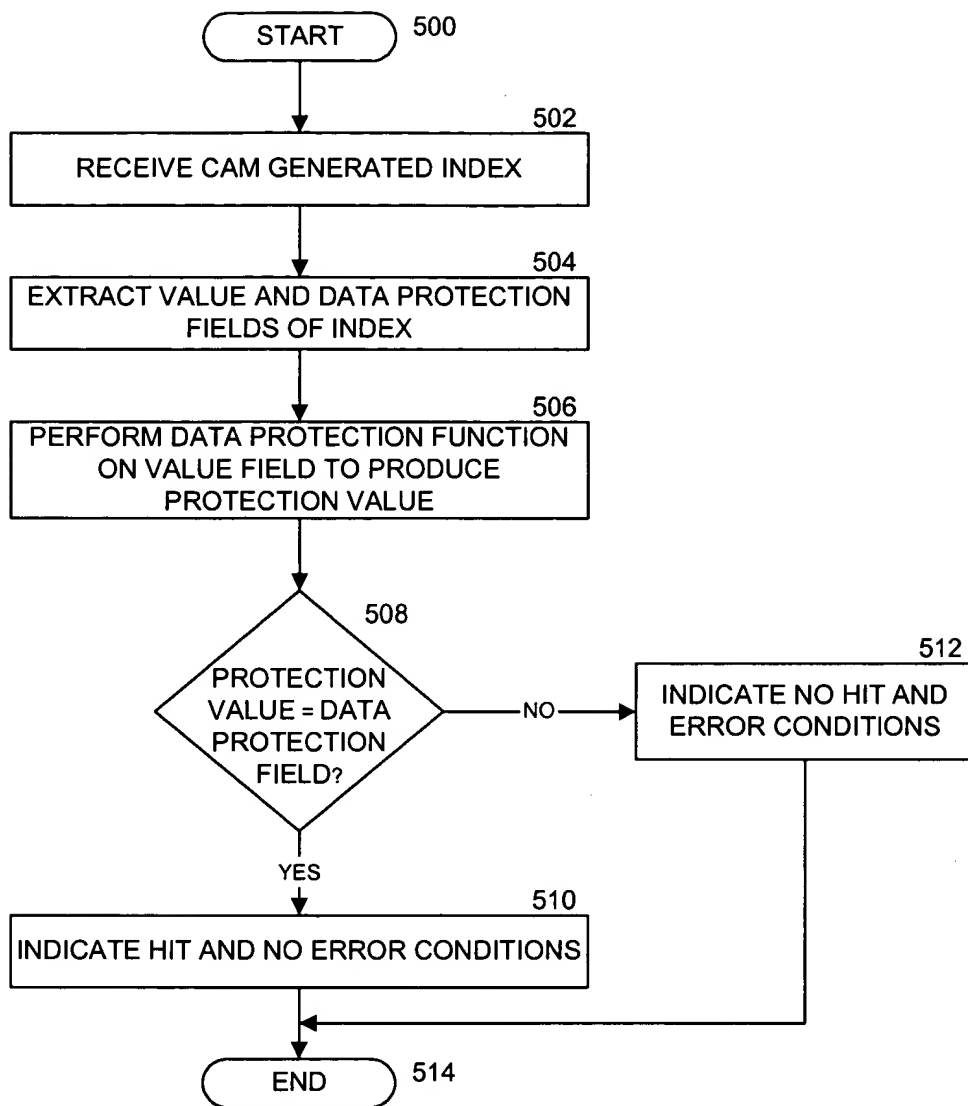 START
500
502
RECEIVE CAM GENERATED INDEX
504
EXTRACT VALUE AND DATA PROTECTION
FIELDS OF INDEX
506
PERFORM DATA PROTECTION FUNCTION
ON VALUE FIELD TO PRODUCE
PROTECTION VALUE
508
PROTECTION
VALUE = DATA
PROTECTION
FIELD?
NO
512
INDICATE NO HIT AND
ERROR CONDITIONS
YES
510
INDICATE HIT AND NO ERROR CONDITIONS
END
514